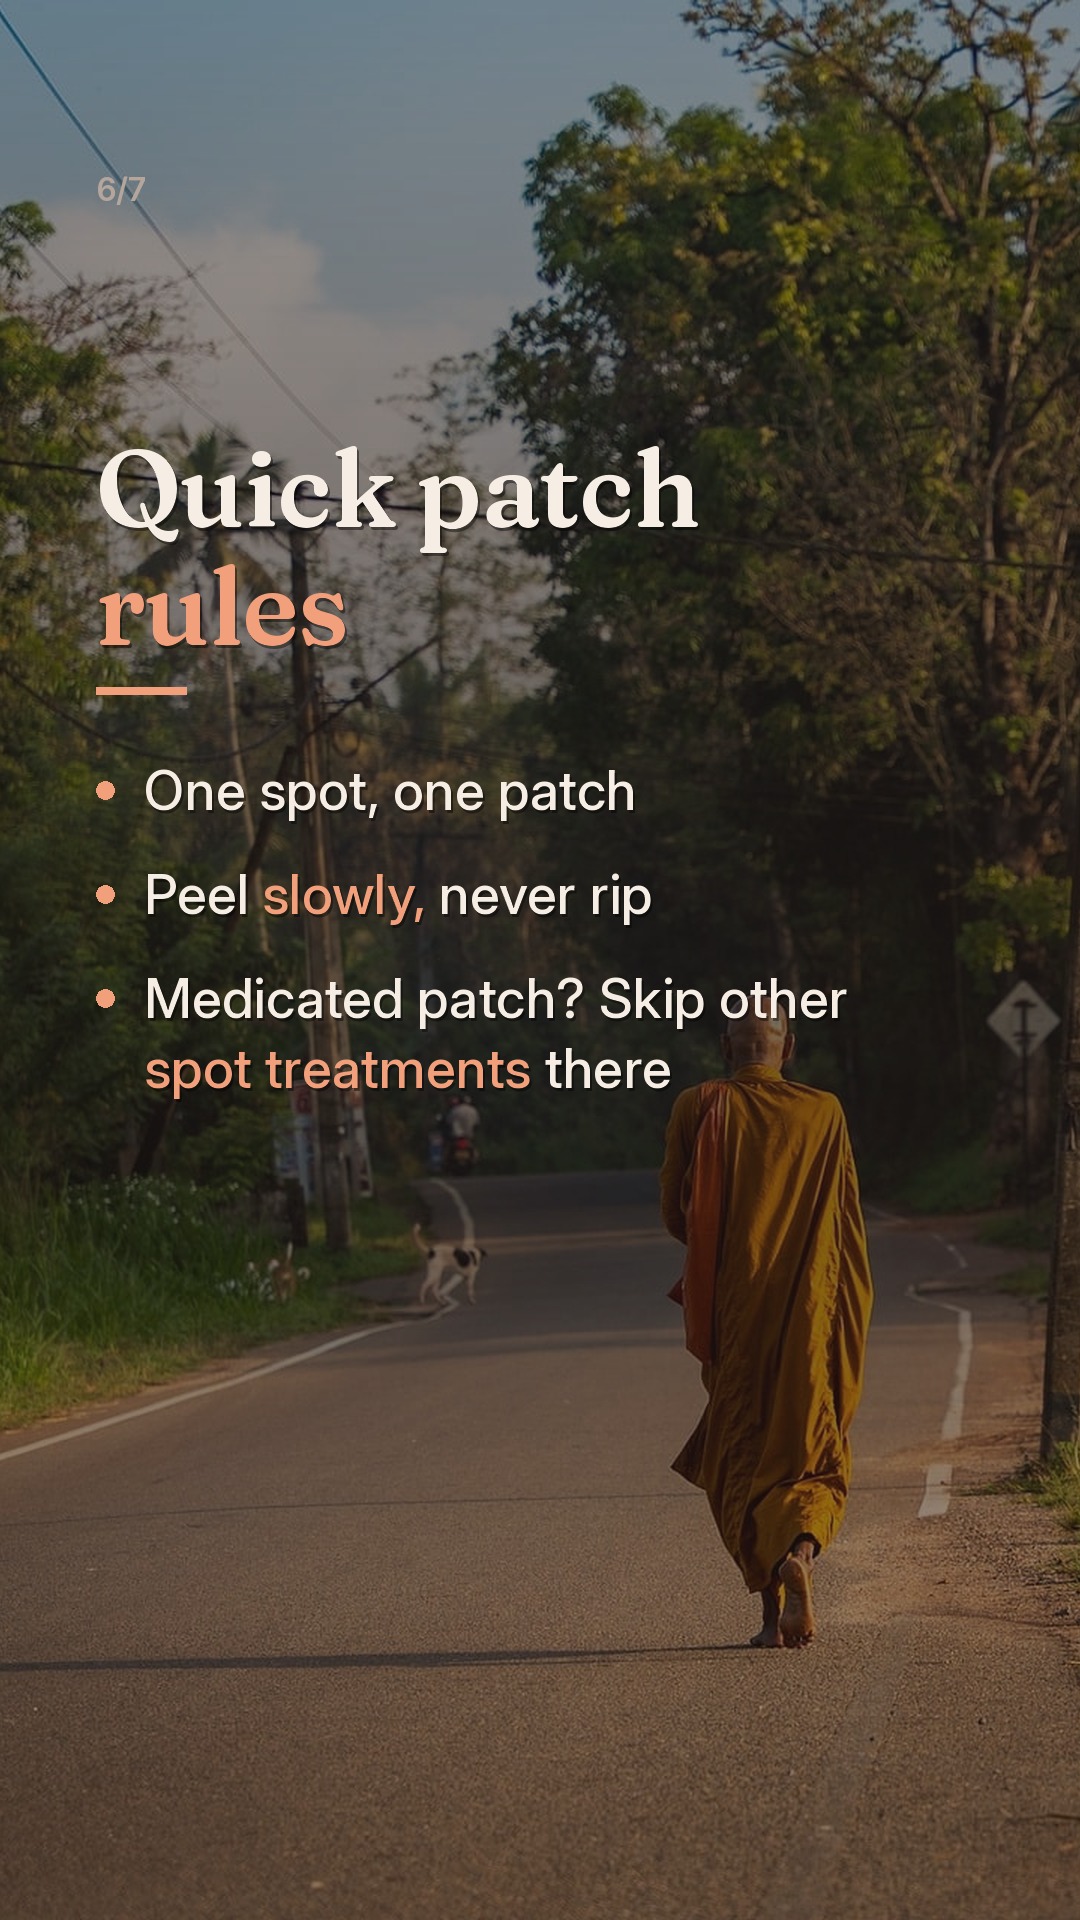 6/7
Quick patch
rules
One spot, one patch
Peel slowly, never rip
Medicated patch? Skip other
spot treatments there